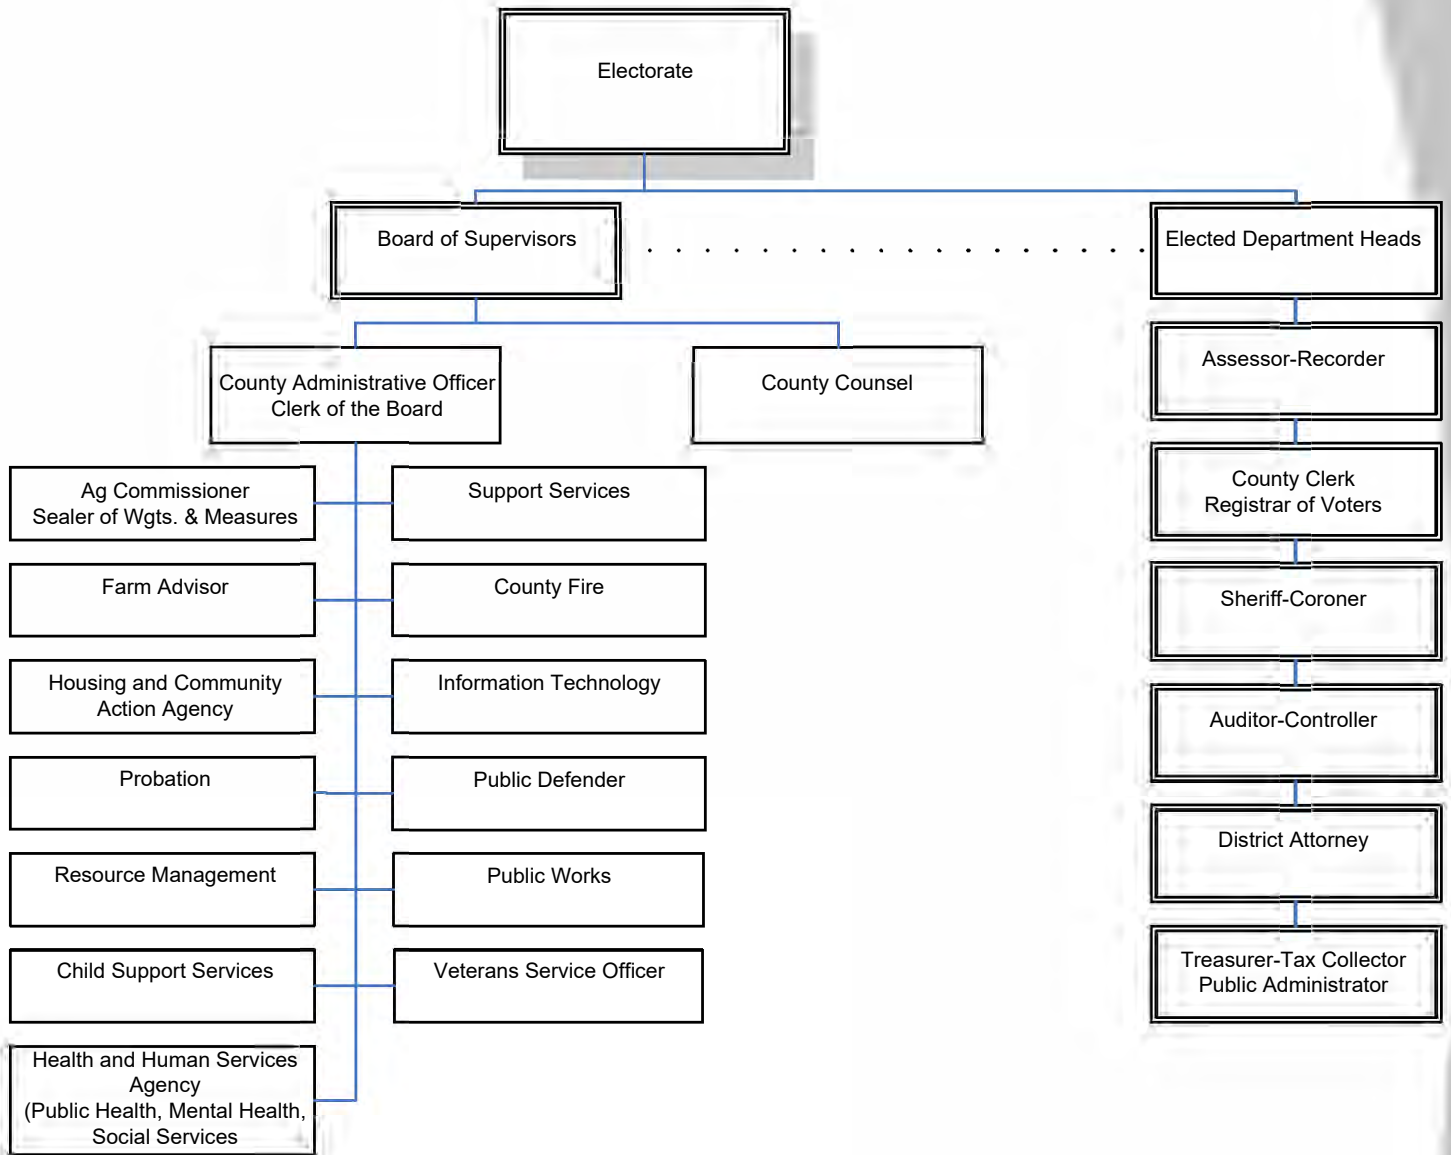 Electorate
Board of Supervisors
Elected Department Heads
County Administrative Officer
Clerk of the Board
County Counsel
Assessor-Recorder
County Clerk
Registrar of Voters
Sheriff-Coroner
Auditor-Controller
District Attorney
Treasurer-Tax Collector
Public Administrator
Ag Commissioner
Sealer of Wgts. & Measures
Support Services
Farm Advisor
County Fire
Housing and Community
Action Agency
Information Technology
Probation
Public Defender
Resource Management
Public Works
Child Support Services
Veterans Service Officer
Health and Human Services
Agency
(Public Health, Mental Health,
Social Services